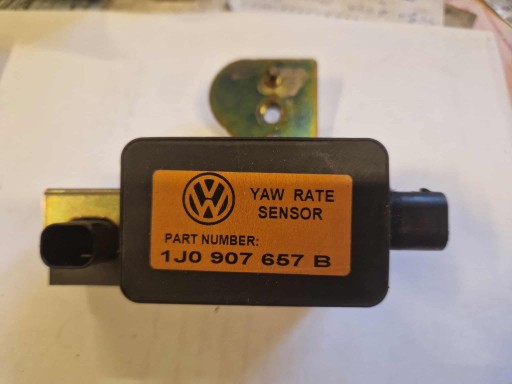 YAW RATE
SENSOR
PART NUMBER:
1J0 907 657 B